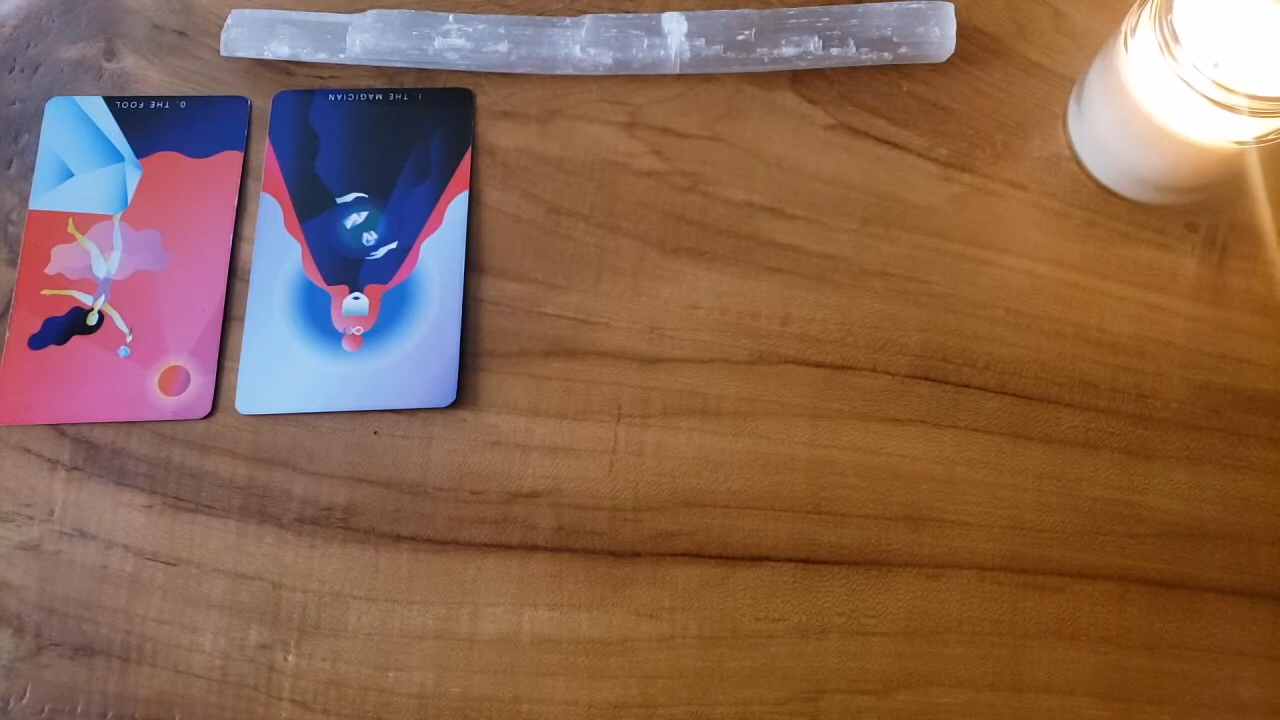 0. THE FOOL
I. THE MAGICIAN